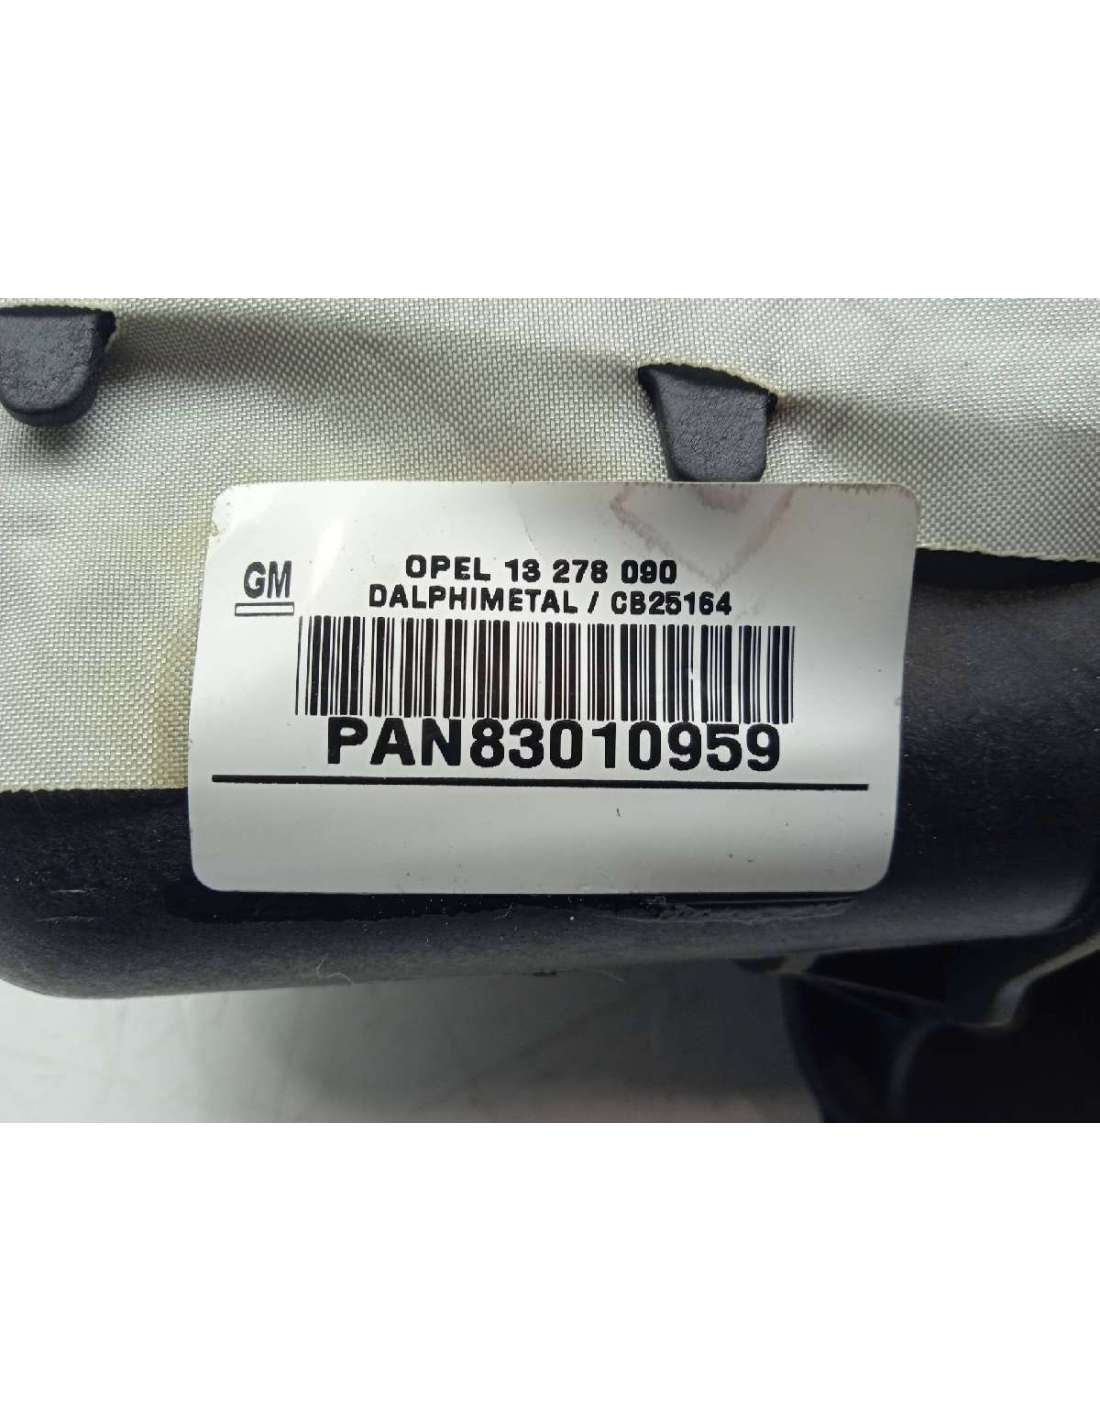 GM
OPEL 13 278 090
DALPHIMETAL / CB25164
PAN83010959